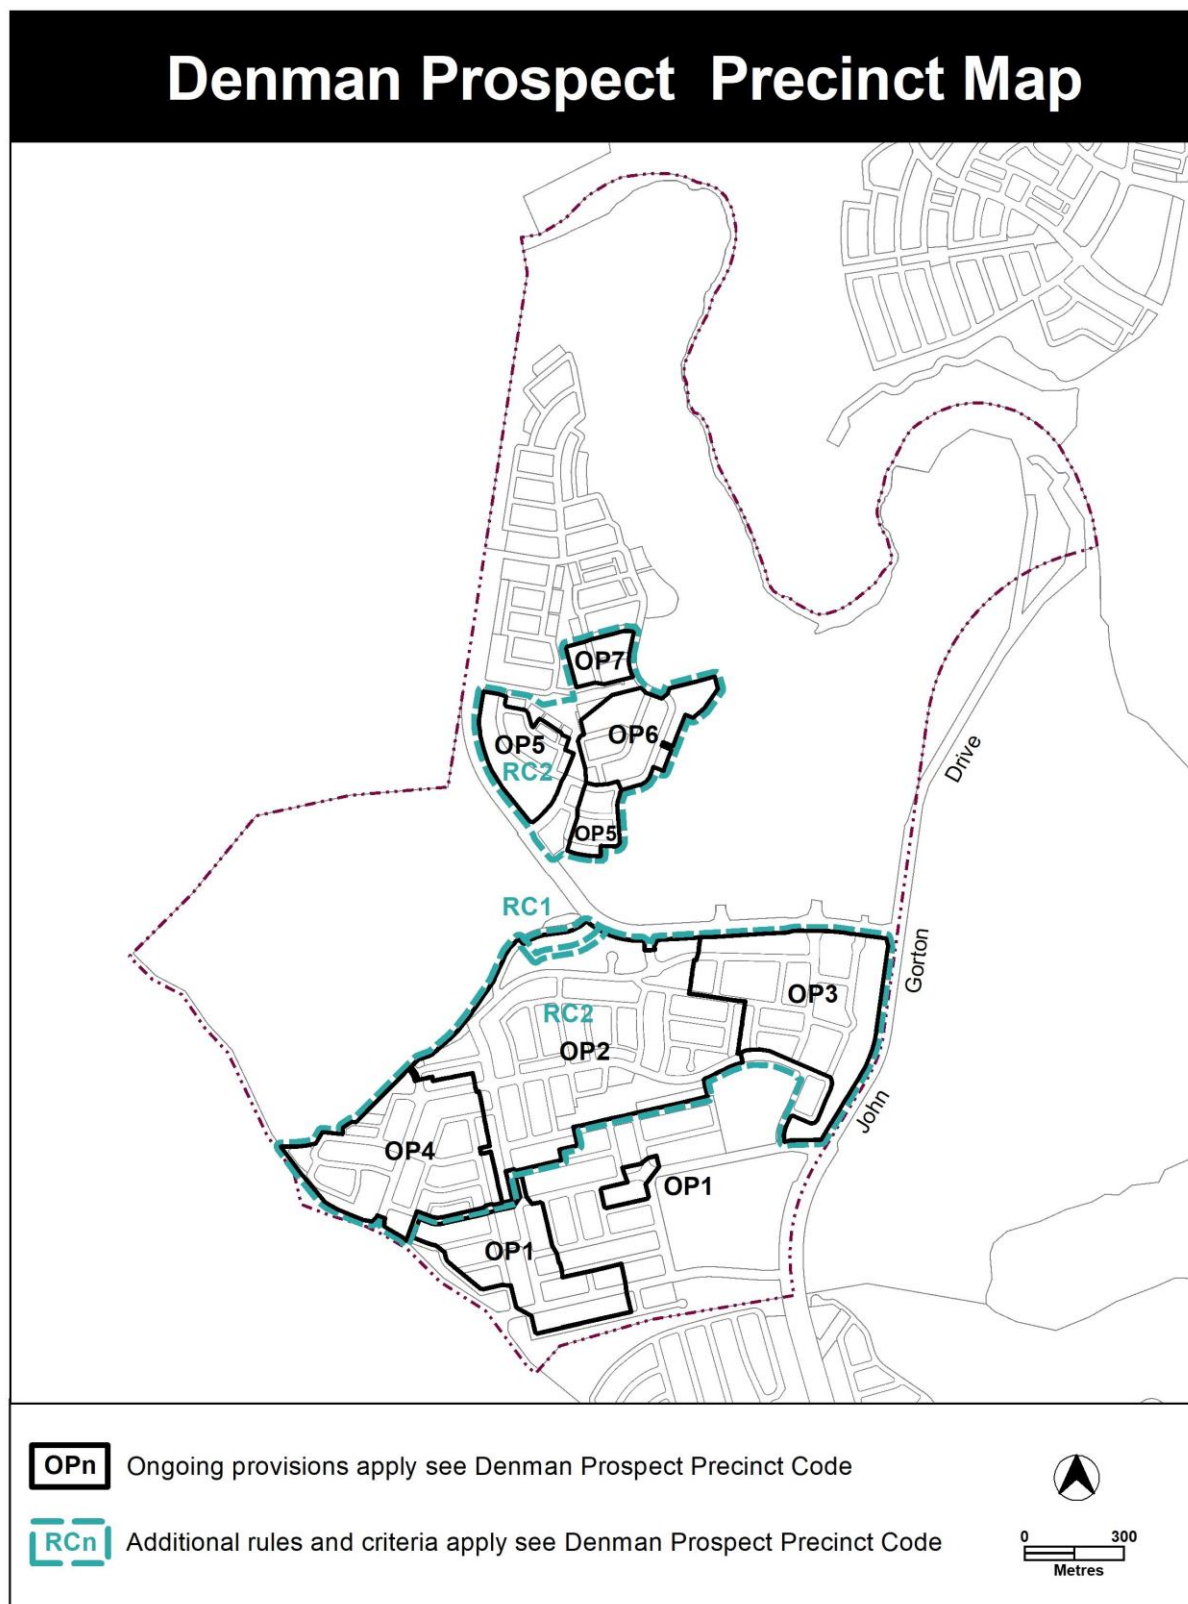 Denman Prospect Precinct Map
OP7
OP6
OP5
RC2
OP5
Drive
RC1
Gorton
OP3
RC2
OP2
John
OP4
OP1
OP1
OPn Ongoing provisions apply see Denman Prospect Precinct Code
RCn Additional rules and criteria apply see Denman Prospect Precinct Code
0 300
Metres